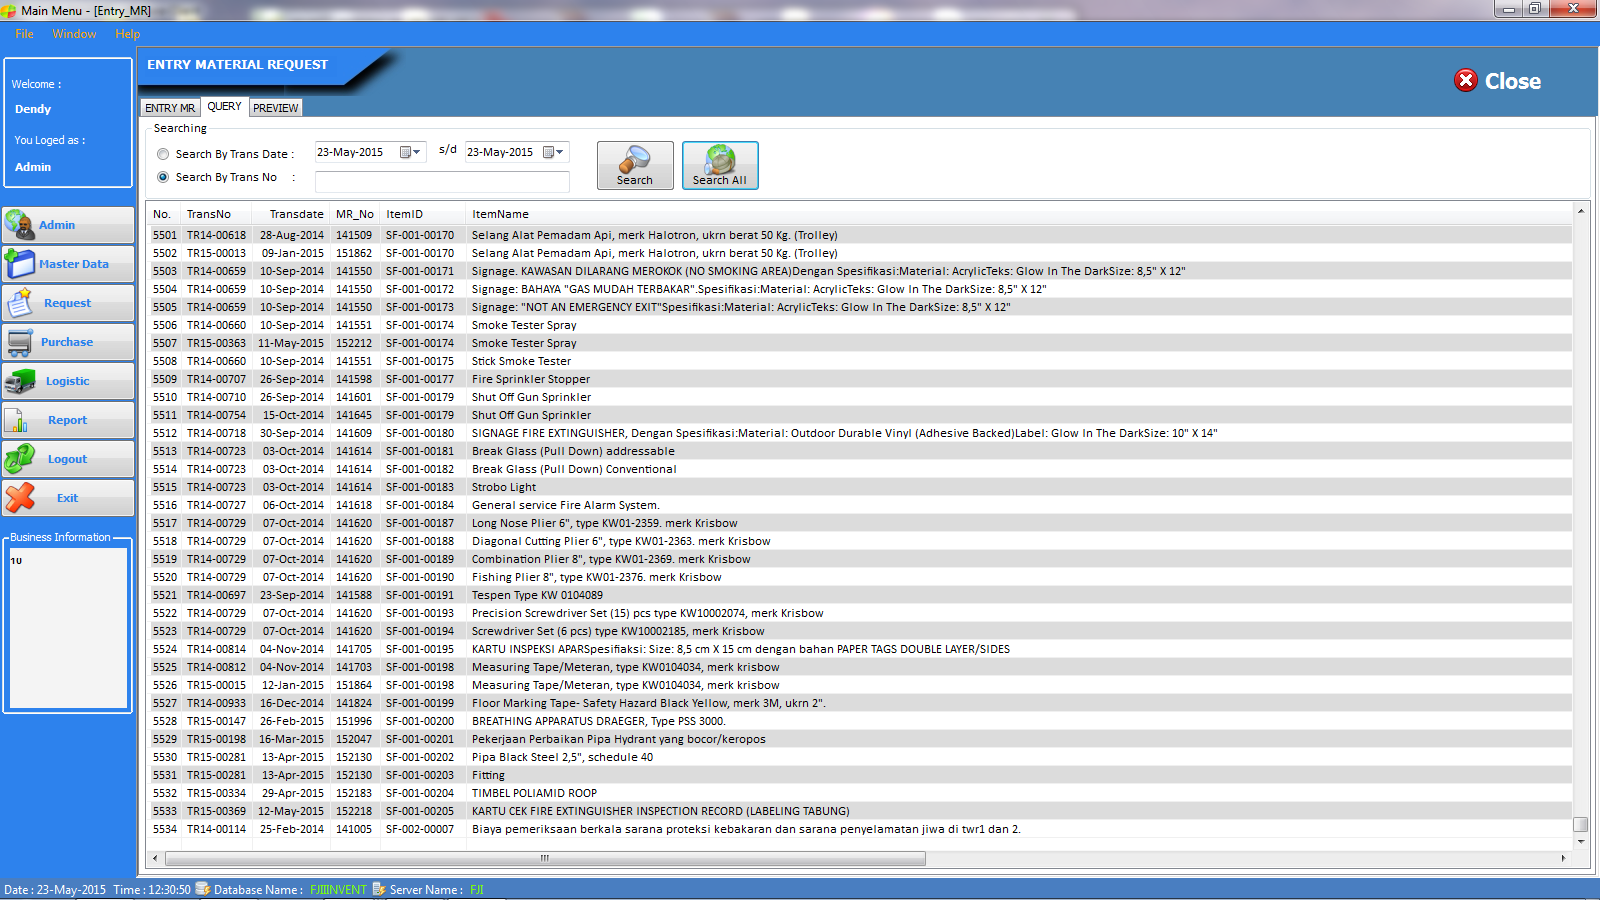 Main Menu - [Entry_MR]
File Window Help
ENTRY MATERIAL REQUEST
Close
Welcome :
Dendy
You Loged as :
Admin
ENTRY MR QUERY PREVIEW
Searching
Search By Trans Date : 23-May-2015 s/d 23-May-2015
Search By Trans No :
Search
Search All
Admin
Master Data
Request
Purchase
Logistic
Report
Logout
Exit
Business Information
10
No. TransNo Transdate MR_No ItemID ItemName
5501 TR14-00618 28-Aug-2014 141509 SF-001-00170 Selang Alat Pemadam Api, merk Halotron, ukrn berat 50 Kg. (Trolley)
5502 TR15-00013 09-Jan-2015 151862 SF-001-00170 Selang Alat Pemadam Api, merk Halotron, ukrn berat 50 Kg. (Trolley)
5503 TR14-00659 10-Sep-2014 141550 SF-001-00171 Signage. KAWASAN DILARANG MEROKOK (NO SMOKING AREA)Dengan Spesifikasi:Material: AcrylicTeks: Glow In The DarkSize: 8,5" X 12"
5504 TR14-00659 10-Sep-2014 141550 SF-001-00172 Signage: BAHAYA "GAS MUDAH TERBAKAR".Spesifikasi:Material: AcrylicTeks: Glow In The DarkSize: 8,5" X 12"
5505 TR14-00659 10-Sep-2014 141550 SF-001-00173 Signage: "NOT AN EMERGENCY EXIT"Spesifikasi:Material: AcrylicTeks: Glow In The DarkSize: 8,5" X 12"
5506 TR14-00660 10-Sep-2014 141551 SF-001-00174 Smoke Tester Spray
5507 TR15-00363 11-May-2015 152212 SF-001-00174 Smoke Tester Spray
5508 TR14-00660 10-Sep-2014 141551 SF-001-00175 Stick Smoke Tester
5509 TR14-00707 26-Sep-2014 141598 SF-001-00177 Fire Sprinkler Stopper
5510 TR14-00710 26-Sep-2014 141601 SF-001-00179 Shut Off Gun Sprinkler
5511 TR14-00754 15-Oct-2014 141645 SF-001-00179 Shut Off Gun Sprinkler
5512 TR14-00718 30-Sep-2014 141609 SF-001-00180 SIGNAGE FIRE EXTINGUISHER, Dengan Spesifikasi:Material: Outdoor Durable Vinyl (Adhesive Backed)Label: Glow In The DarkSize: 10" X 14"
5513 TR14-00723 03-Oct-2014 141614 SF-001-00181 Break Glass (Pull Down) addressable
5514 TR14-00723 03-Oct-2014 141614 SF-001-00182 Break Glass (Pull Down) Conventional
5515 TR14-00723 03-Oct-2014 141614 SF-001-00183 Strobo Light
5516 TR14-00727 06-Oct-2014 141618 SF-001-00184 General service Fire Alarm System.
5517 TR14-00729 07-Oct-2014 141620 SF-001-00187 Long Nose Plier 6", type KW01-2359. merk Krisbow
5518 TR14-00729 07-Oct-2014 141620 SF-001-00188 Diagonal Cutting Plier 6", type KW01-2363. merk Krisbow
5519 TR14-00729 07-Oct-2014 141620 SF-001-00189 Combination Plier 8", type KW01-2369. merk Krisbow
5520 TR14-00729 07-Oct-2014 141620 SF-001-00190 Fishing Plier 8", type KW01-2376. merk Krisbow
5521 TR14-00697 23-Sep-2014 141588 SF-001-00191 Tespen Type KW 0104089
5522 TR14-00729 07-Oct-2014 141620 SF-001-00193 Precision Screwdriver Set (15) pcs type KW10002074, merk Krisbow
5523 TR14-00729 07-Oct-2014 141620 SF-001-00194 Screwdriver Set (6 pcs) type KW10002185, merk Krisbow
5524 TR14-00814 04-Nov-2014 141705 SF-001-00195 KARTU INSPEKSI APARSpesifiaksi: Size: 8,5 cm X 15 cm dengan bahan PAPER TAGS DOUBLE LAYER/SIDES
5525 TR14-00812 04-Nov-2014 141703 SF-001-00198 Measuring Tape/Meteran, type KW0104034, merk krisbow
5526 TR15-00015 12-Jan-2015 151864 SF-001-00198 Measuring Tape/Meteran, type KW0104034, merk krisbow
5527 TR14-00933 16-Dec-2014 141824 SF-001-00199 Floor Marking Tape- Safety Hazard Black Yellow, merk 3M, ukrn 2".
5528 TR15-00147 26-Feb-2015 151996 SF-001-00200 BREATHING APPARATUS DRAEGER, Type PSS 3000.
5529 TR15-00198 16-Mar-2015 152047 SF-001-00201 Pekerjaan Perbaikan Pipa Hydrant yang bocor/keropos
5530 TR15-00281 13-Apr-2015 152130 SF-001-00202 Pipa Black Steel 2,5", schedule 40
5531 TR15-00281 13-Apr-2015 152130 SF-001-00203 Fitting
5532 TR15-00334 29-Apr-2015 152183 SF-001-00204 TIMBEL POLIAMID ROOP
5533 TR15-00369 12-May-2015 152218 SF-001-00205 KARTU CEK FIRE EXTINGUISHER INSPECTION RECORD (LABELING TABUNG)
5534 TR14-00114 25-Feb-2014 141005 SF-002-00007 Biaya pemeriksaan berkala sarana proteksi kebakaran dan sarana penyelamatan jiwa di twr1 dan 2.
Date : 23-May-2015 Time : 12:30:50 Database Name : FJIIINVENT Server Name : FJI